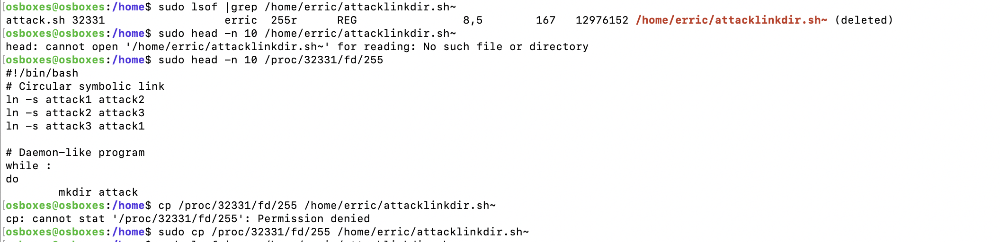 [osboxes@osboxes:/home$ sudo lsof |grep /home/erric/attacklinkdir.sh~
attack.sh 32331                  erric  255r      REG                8,5        167   12976152 /home/erric/attacklinkdir.sh~ (deleted)
[osboxes@osboxes:/home$ sudo head -n 10 /home/erric/attacklinkdir.sh~
head: cannot open '/home/erric/attacklinkdir.sh~' for reading: No such file or directory
[osboxes@osboxes:/home$ sudo head -n 10 /proc/32331/fd/255
#!/bin/bash
# Circular symbolic link
ln -s attack1 attack2
ln -s attack2 attack3
ln -s attack3 attack1

# Daemon-like program
while :
do
        mkdir attack
[osboxes@osboxes:/home$ cp /proc/32331/fd/255 /home/erric/attacklinkdir.sh~
cp: cannot stat '/proc/32331/fd/255': Permission denied
[osboxes@osboxes:/home$ sudo cp /proc/32331/fd/255 /home/erric/attacklinkdir.sh~